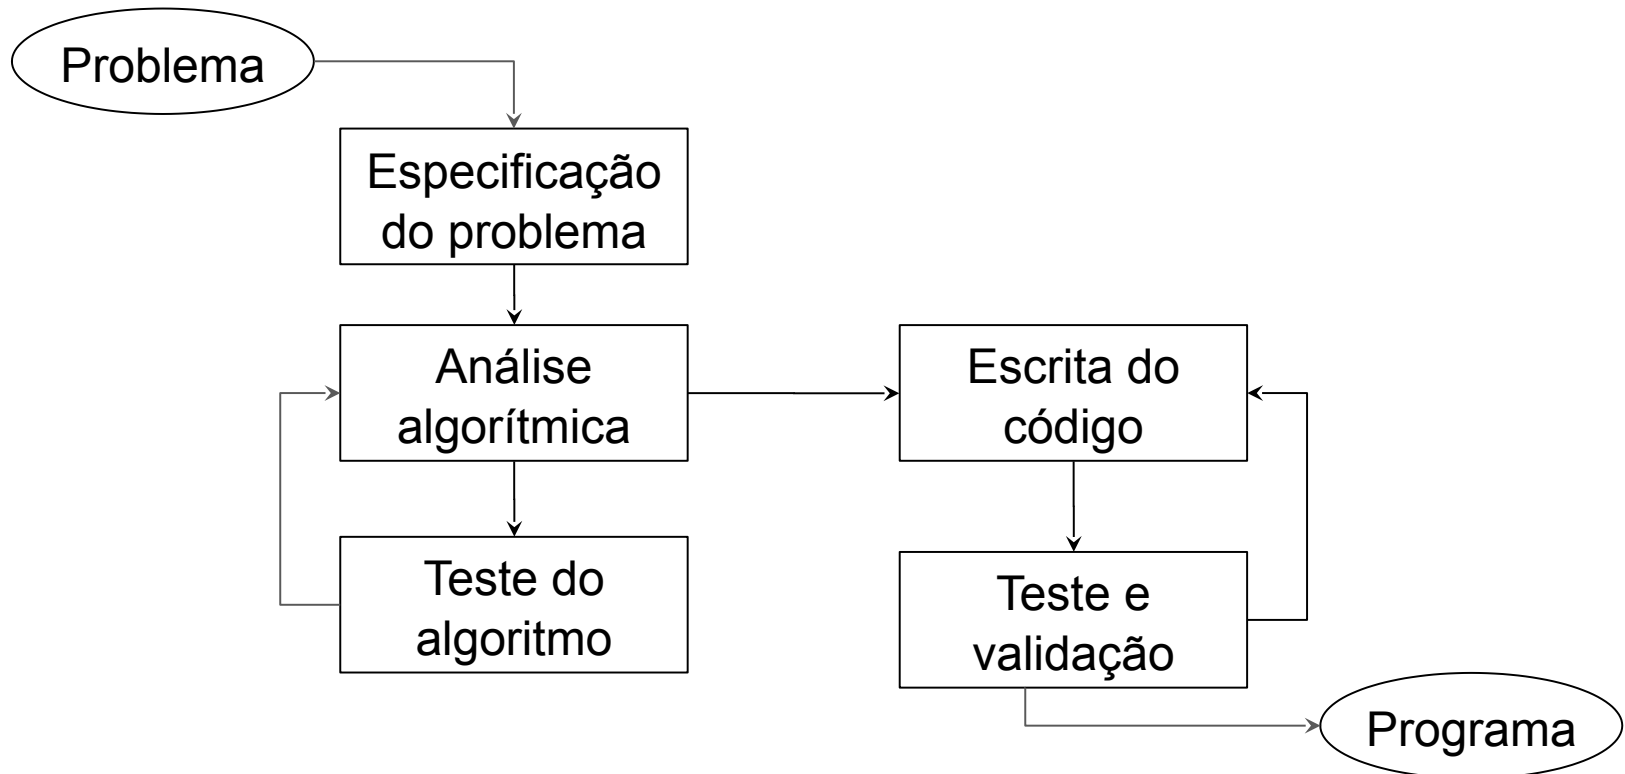 Problema
Especificação
do problema
Análise
algorítmica
Teste do
algoritmo
Escrita do
código
Teste e
validação
Programa